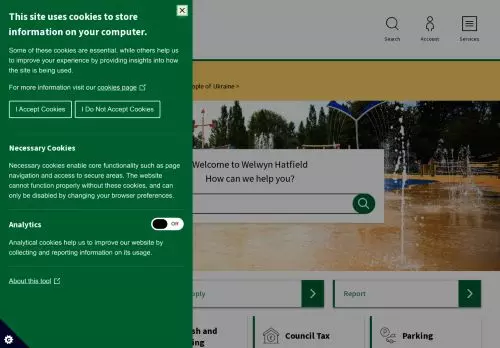 This site uses cookies to store
information on your computer.
Some of these cookies are essential, while others help us
to improve your experience by providing insights into how
the site is being used.
For more information visit our cookies page
I Accept Cookies
I Do Not Accept Cookies
Necessary Cookies
Necessary cookies enable core functionality such as page
navigation and access to secure areas. The website
cannot function properly without these cookies, and can
only be disabled by changing your browser preferences.
Analytics
Off
Analytical cookies help us to improve our website by
collecting and reporting information on its usage.
About this tool
Search
Account
Services
ple of Ukraine >
Welcome to Welwyn Hatfield
How can we help you?
pply
Report
sh and
ing
Council Tax
Parking